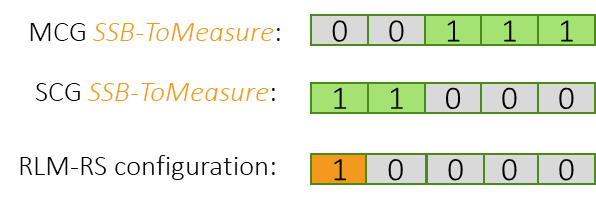 MCG SSB-ToMeasure: 0 0 1 1 1
SCG SSB-ToMeasure: 1 1 0 0 0
RLM-RS configuration: 1 0 0 0 0